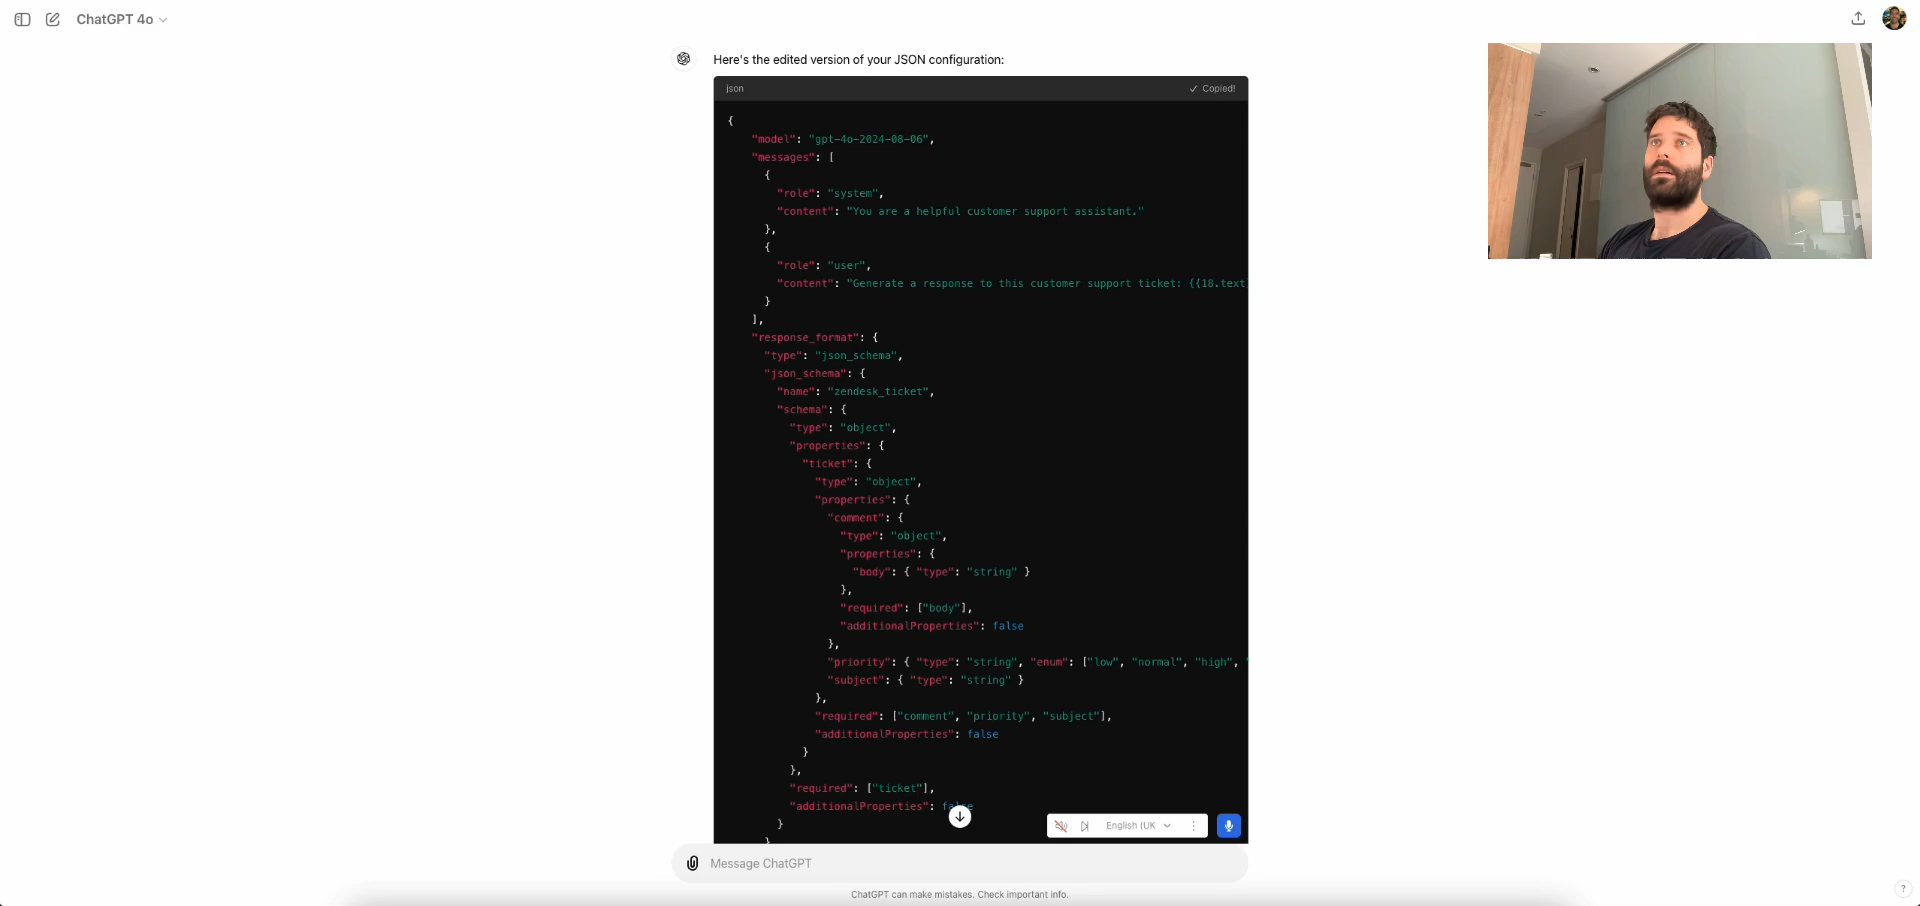 ChatGPT 4o
Here's the edited version of your JSON configuration:
json
Copied!
{
"model": "gpt-4o-2024-08-06",
"messages": [
{
"role": "system",
"content": "You are a helpful customer support assistant."
},
{
"role": "user",
"content": "Generate a response to this customer support ticket: {{18.text
}
],
"response_format": {
"type": "json_schema",
"json_schema": {
"name": "zendesk_ticket",
"schema": {
"type": "object",
"properties": {
"ticket": {
"type": "object",
"properties": {
"comment": {
"type": "object",
"properties": {
"body": { "type": "string" }
},
"required": ["body"],
"additionalProperties": false
},
"priority": { "type": "string", "enum": ["low", "normal", "high", "
"subject": { "type": "string" }
},
"required": ["comment", "priority", "subject"],
"additionalProperties": false
}
},
"required": ["ticket"],
"additionalProperties": false
}
}
English (UK
Message ChatGPT
ChatGPT can make mistakes. Check important info.
?